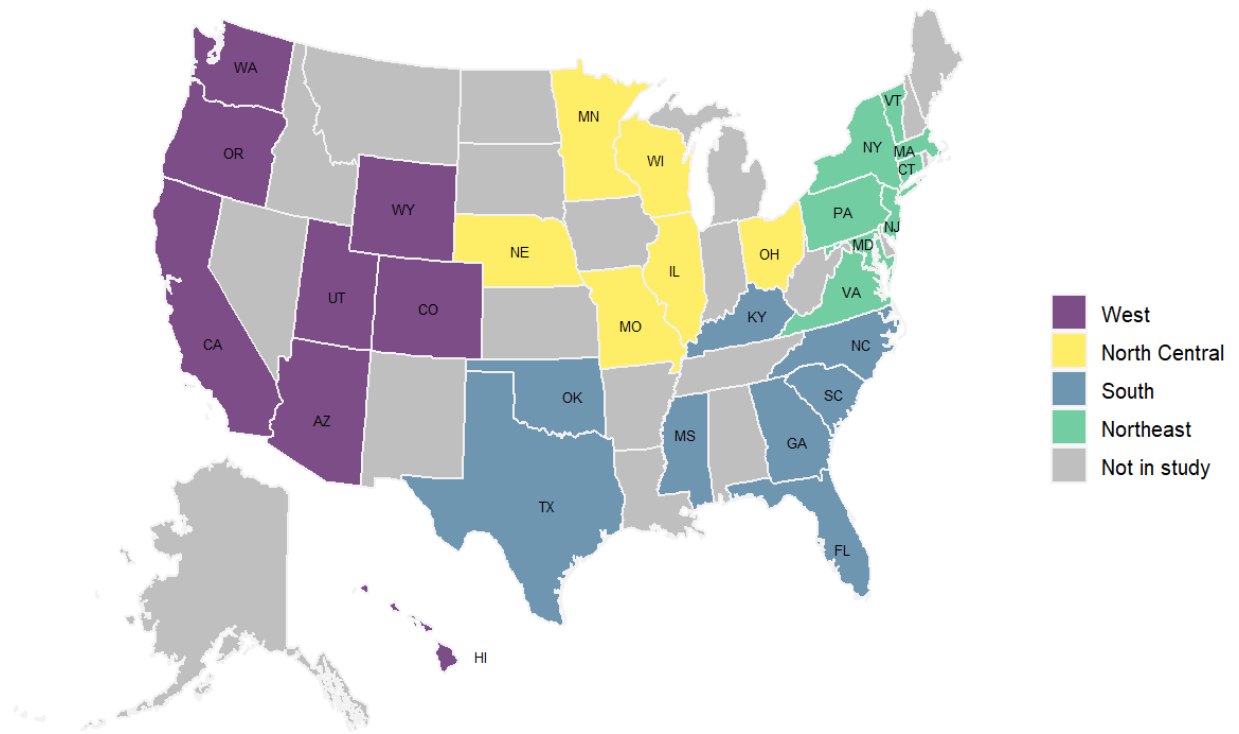 WA
OR
CA
AZ
UT
WY
CO
HI
NE
MN
WI
IL
MO
OH
KY
OK
TX
MS
GA
FL
SC
NC
VA
MD
PA
NJ
NY
VT
MA
CT
West
North Central
South
Northeast
Not in study